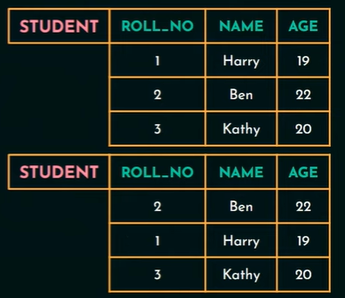 STUDENT ROLL_NO NAME AGE
1 Harry 19
2 Ben 22
3 Kathy 20
STUDENT ROLL_NO NAME AGE
2 Ben 22
1 Harry 19
3 Kathy 20